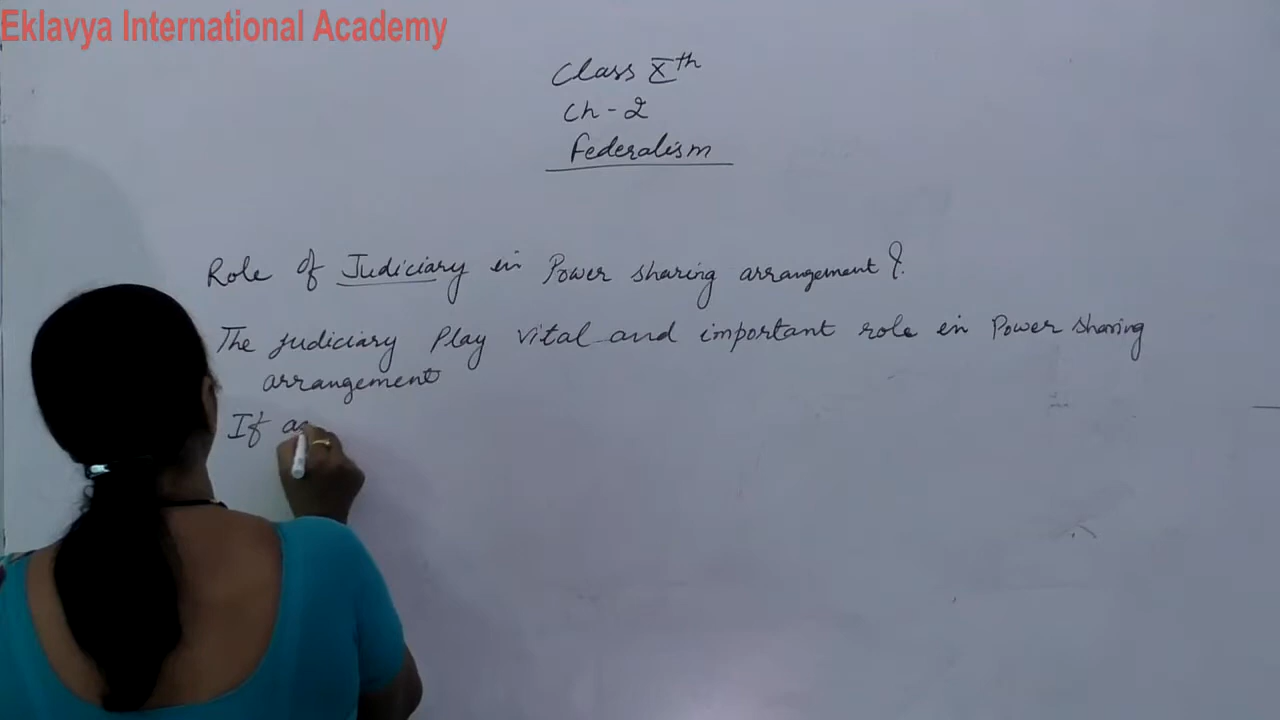 Eklavya International Academy
Class Xth
Ch-2
Federalism
Role of Judiciary in Power sharing arrangement ?
The judiciary Play vital and important role in Power sharing
arrangement
If